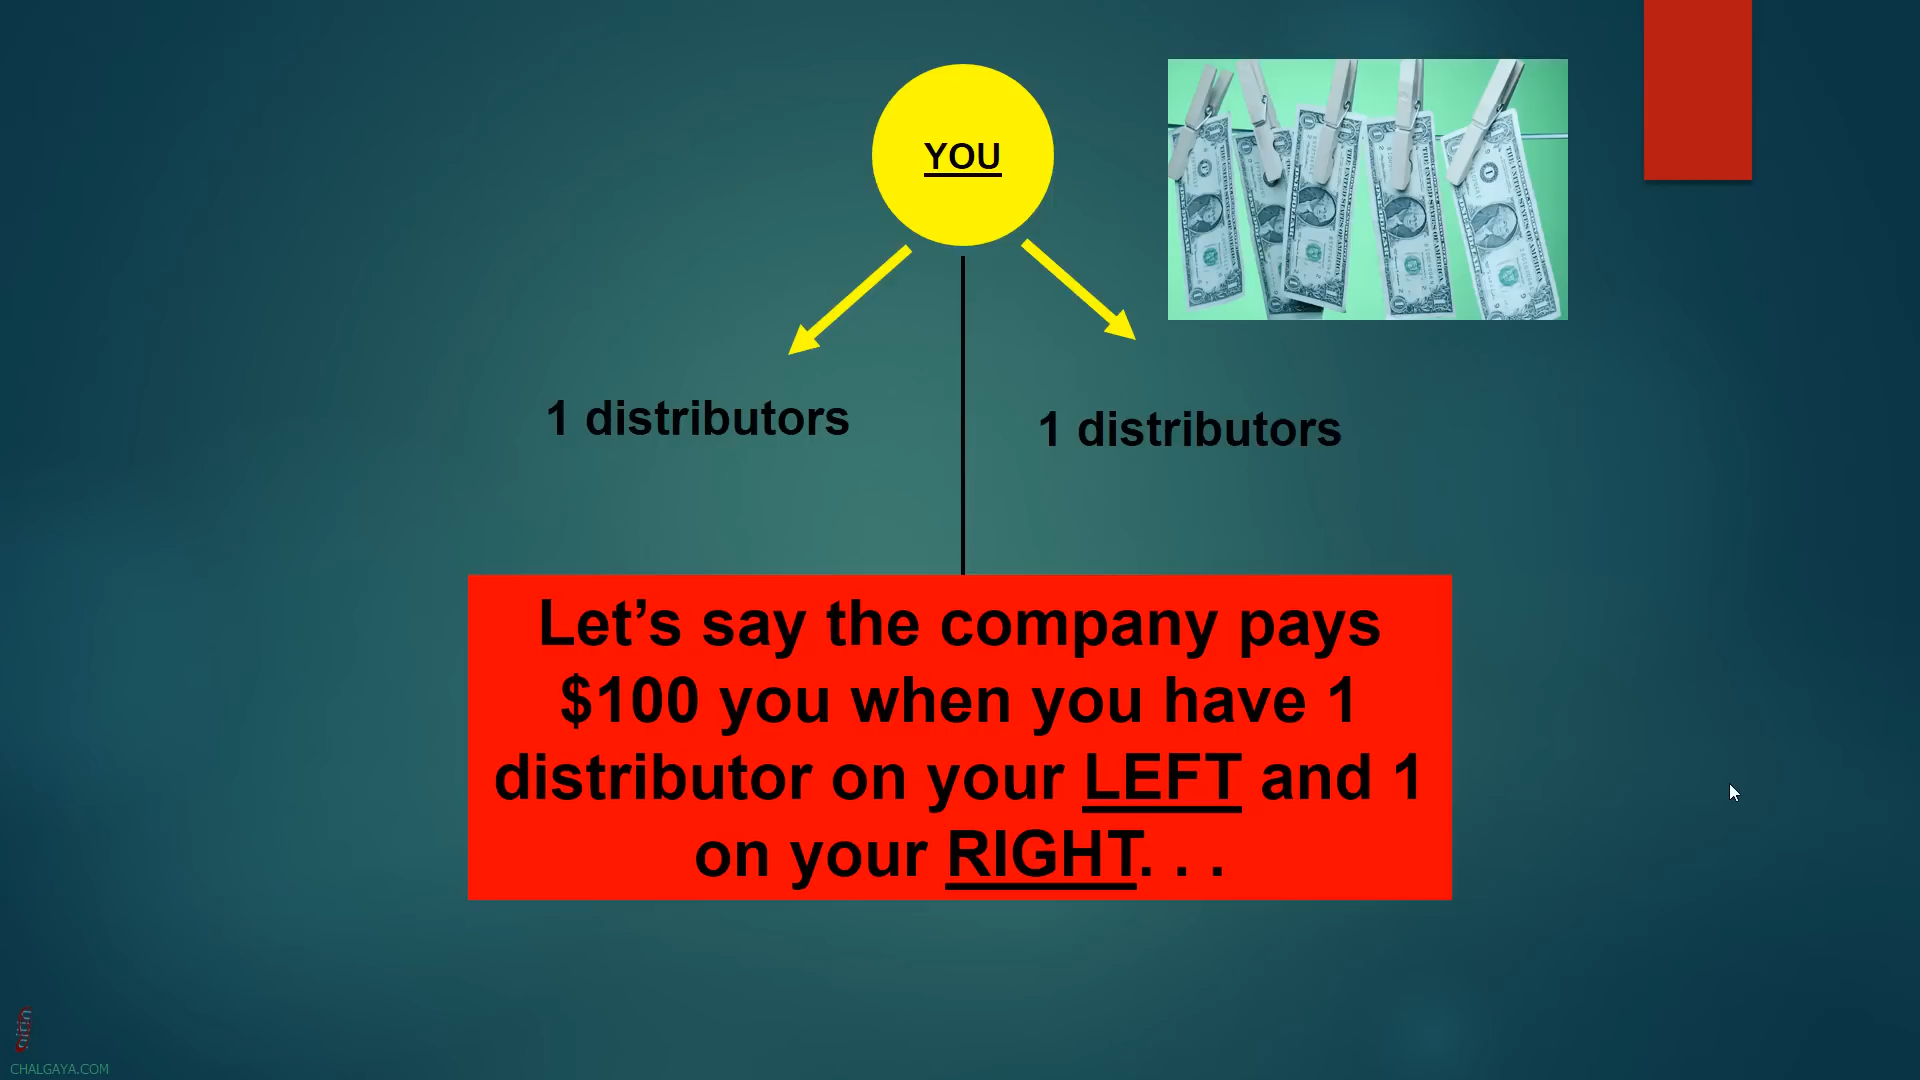 YOU
1 distributors
1 distributors
Let’s say the company pays
$100 you when you have 1
distributor on your LEFT and 1
on your RIGHT. . .
CHALGAYA.COM